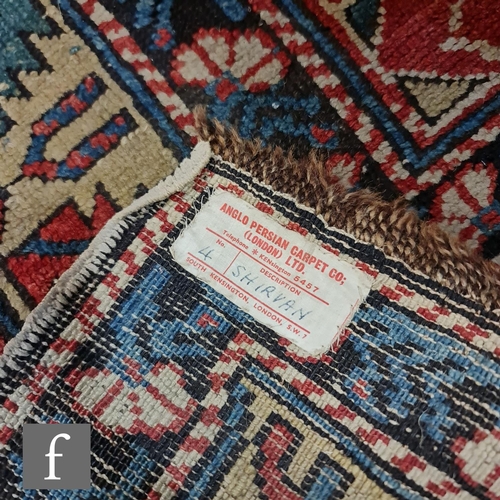 ANGLO PERSIAN CARPET CO;
(LONDON) LTD.
Telephone * KENsington 5457
No. DESCRIPTION
4 SHIRVAN
SOUTH KENSINGTON, LONDON, S.W.7
f